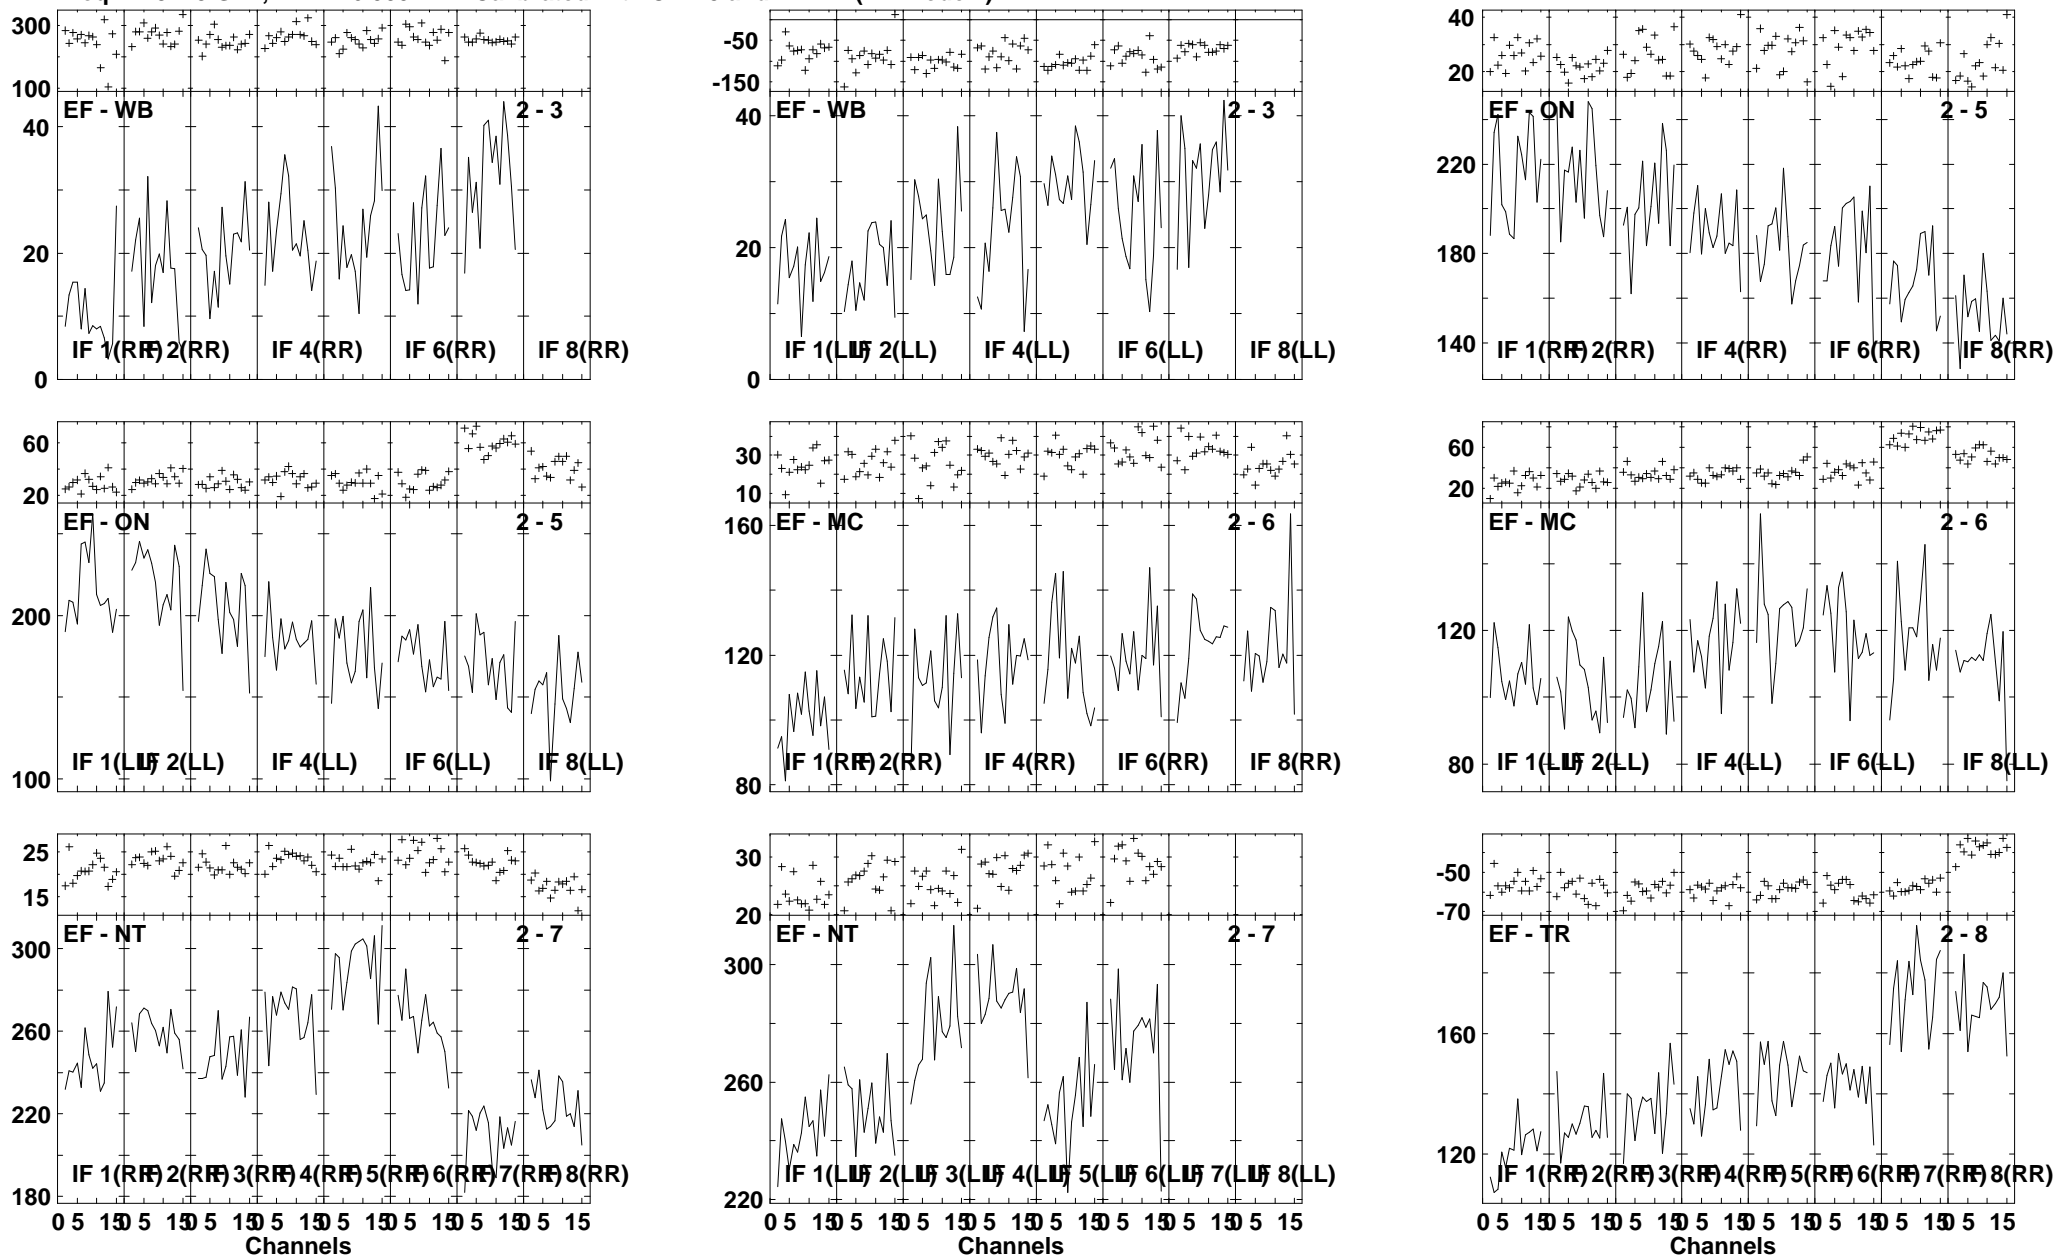 300
100
EF - WB 2 - 3
40
20
0
IF 1(RR) IF 2(RR) IF 4(RR) IF 6(RR) IF 8(RR)
-50
-150
EF - WB 2 - 3
40
20
0
IF 1(LL) IF 2(LL) IF 4(LL) IF 6(LL) IF 8(LL)
40
20
EF - ON 2 - 5
220
180
140
IF 1(RR) IF 2(RR) IF 4(RR) IF 6(RR) IF 8(RR)
60
20
EF - ON 2 - 5
200
100
IF 1(LL) IF 2(LL) IF 4(LL) IF 6(LL) IF 8(LL)
30
10
EF - MC 2 - 6
160
120
80
IF 1(RR) IF 2(RR) IF 4(RR) IF 6(RR) IF 8(RR)
60
20
EF - MC 2 - 6
120
80
IF 1(LL) IF 2(LL) IF 4(LL) IF 6(LL) IF 8(LL)
25
15
EF - NT 2 - 7
300
260
220
180
IF 1(RR) IF 2(RR) IF 3(RR) IF 4(RR) IF 5(RR) IF 6(RR) IF 7(RR) IF 8(RR)
0 5 15 0 5 15 0 5 15 0 5 15 0 5 15 0 5 15 0 5 15 0 5 15
Channels
30
20
EF - NT 2 - 7
300
260
220
IF 1(LL) IF 2(LL) IF 3(LL) IF 4(LL) IF 5(LL) IF 6(LL) IF 7(LL) IF 8(LL)
0 5 15 0 5 15 0 5 15 0 5 15 0 5 15 0 5 15 0 5 15 0 5 15
Channels
-50
-70
EF - TR 2 - 8
160
120
IF 1(RR) IF 2(RR) IF 3(RR) IF 4(RR) IF 5(RR) IF 6(RR) IF 7(RR) IF 8(RR)
0 5 15 0 5 15 0 5 15 0 5 15 0 5 15 0 5 15 0 5 15 0 5 15
Channels